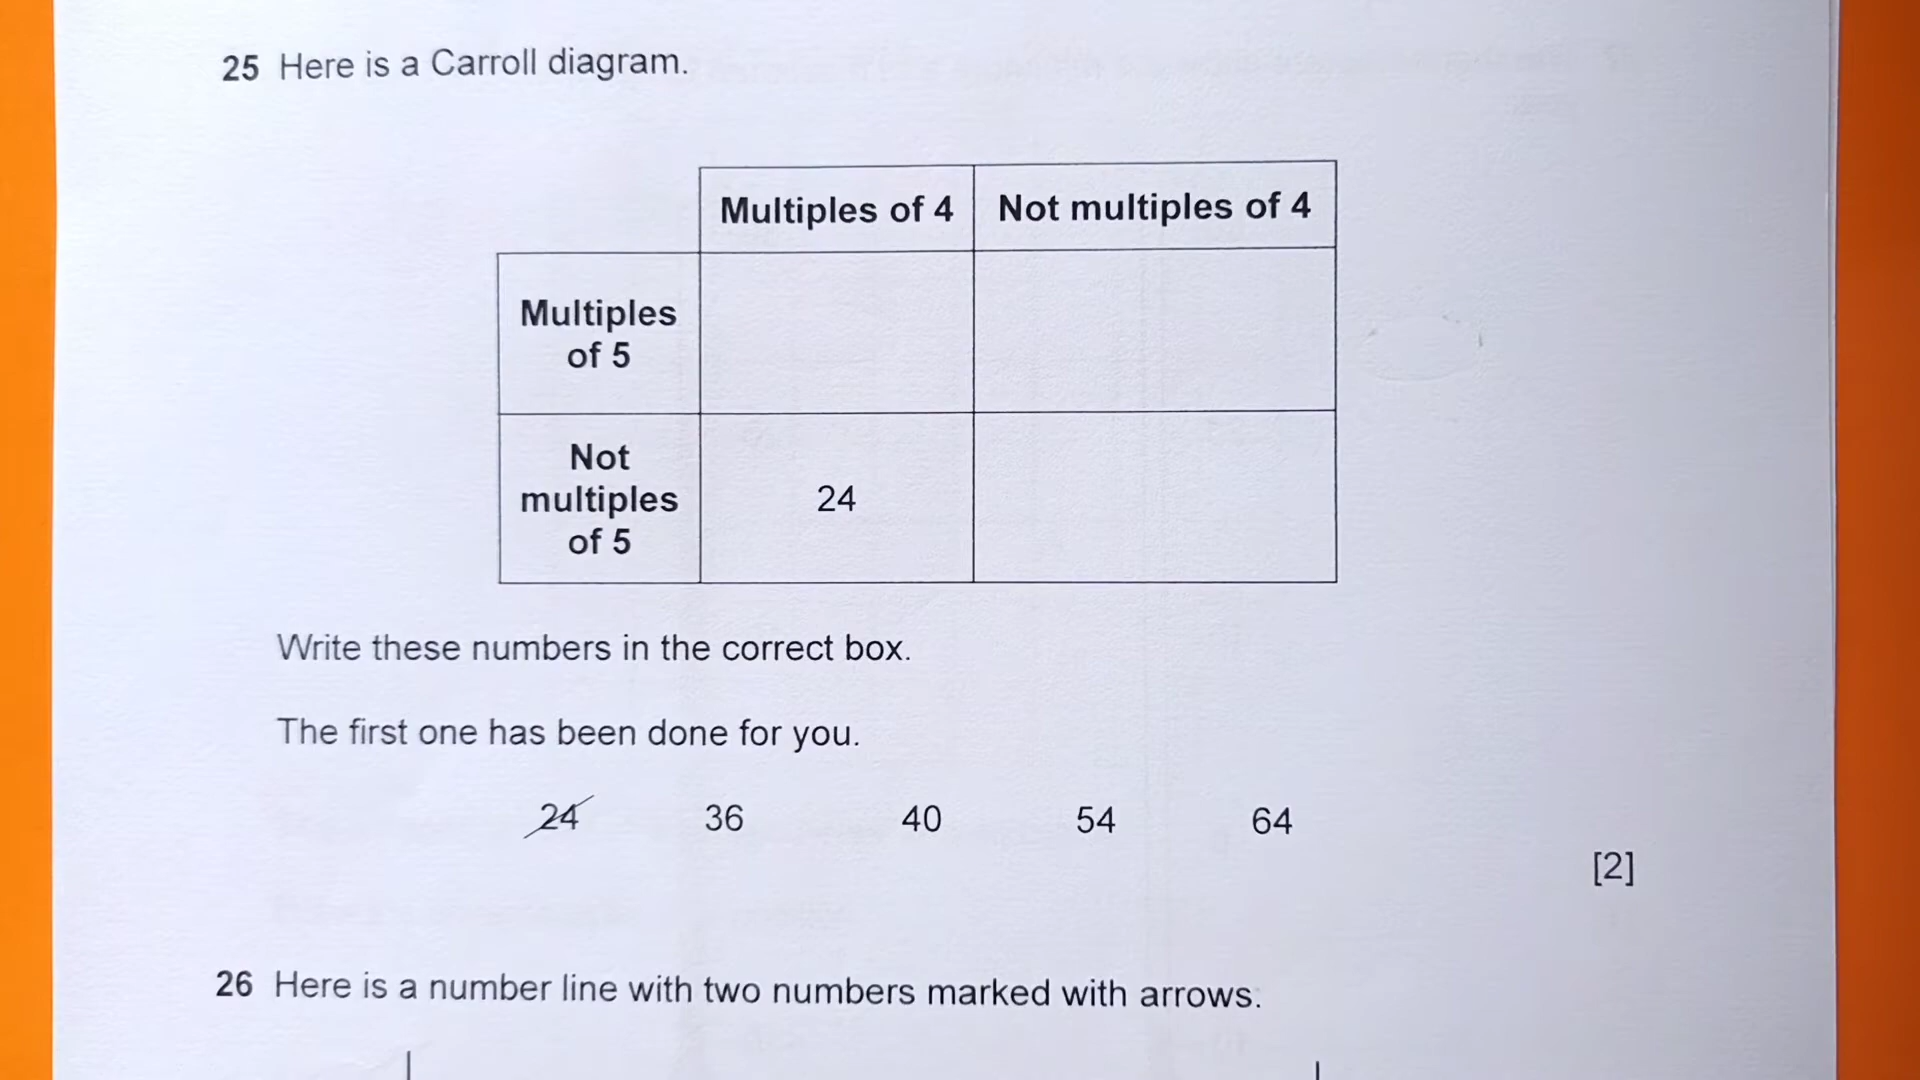 25 Here is a Carroll diagram.
Multiples of 4 Not multiples of 4
Multiples
of 5
Not
multiples
of 5
24
Write these numbers in the correct box.
The first one has been done for you.
24 36 40 54 64
[2]
26 Here is a number line with two numbers marked with arrows: